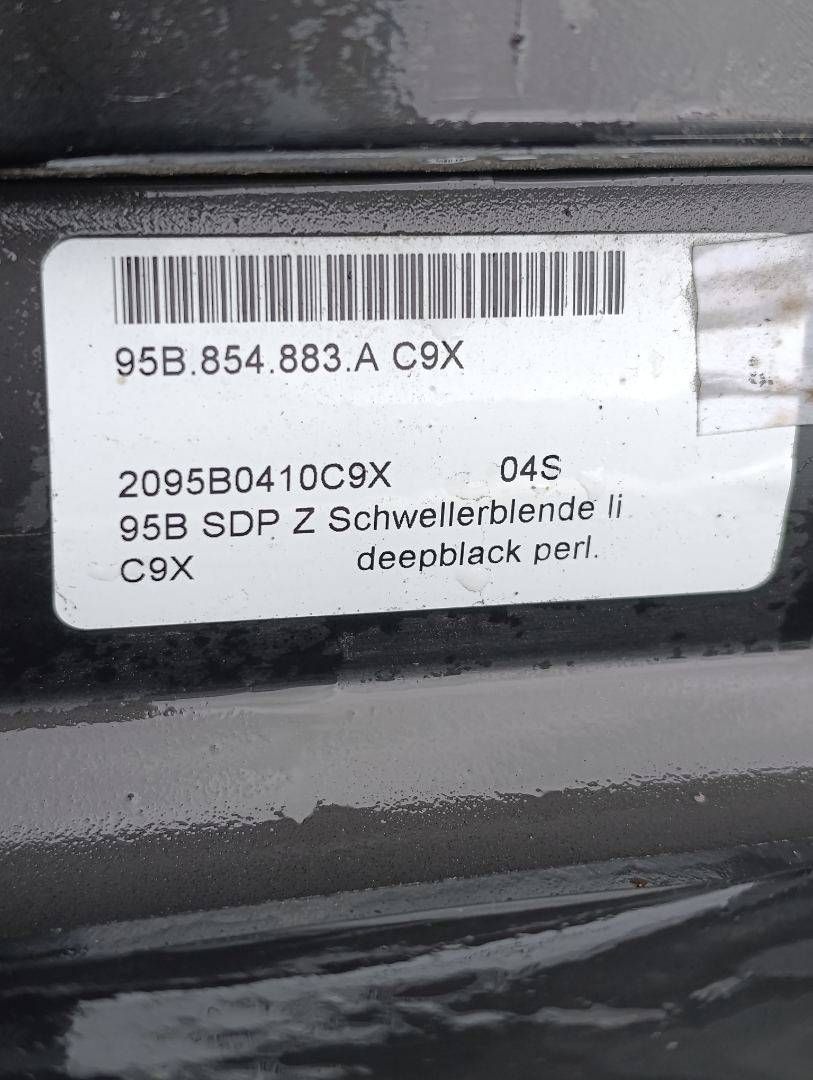 95B.854.883.A C9X
2095B0410C9X 04S
95B SDP Z Schwellerblende li
C9X deepblack perl.